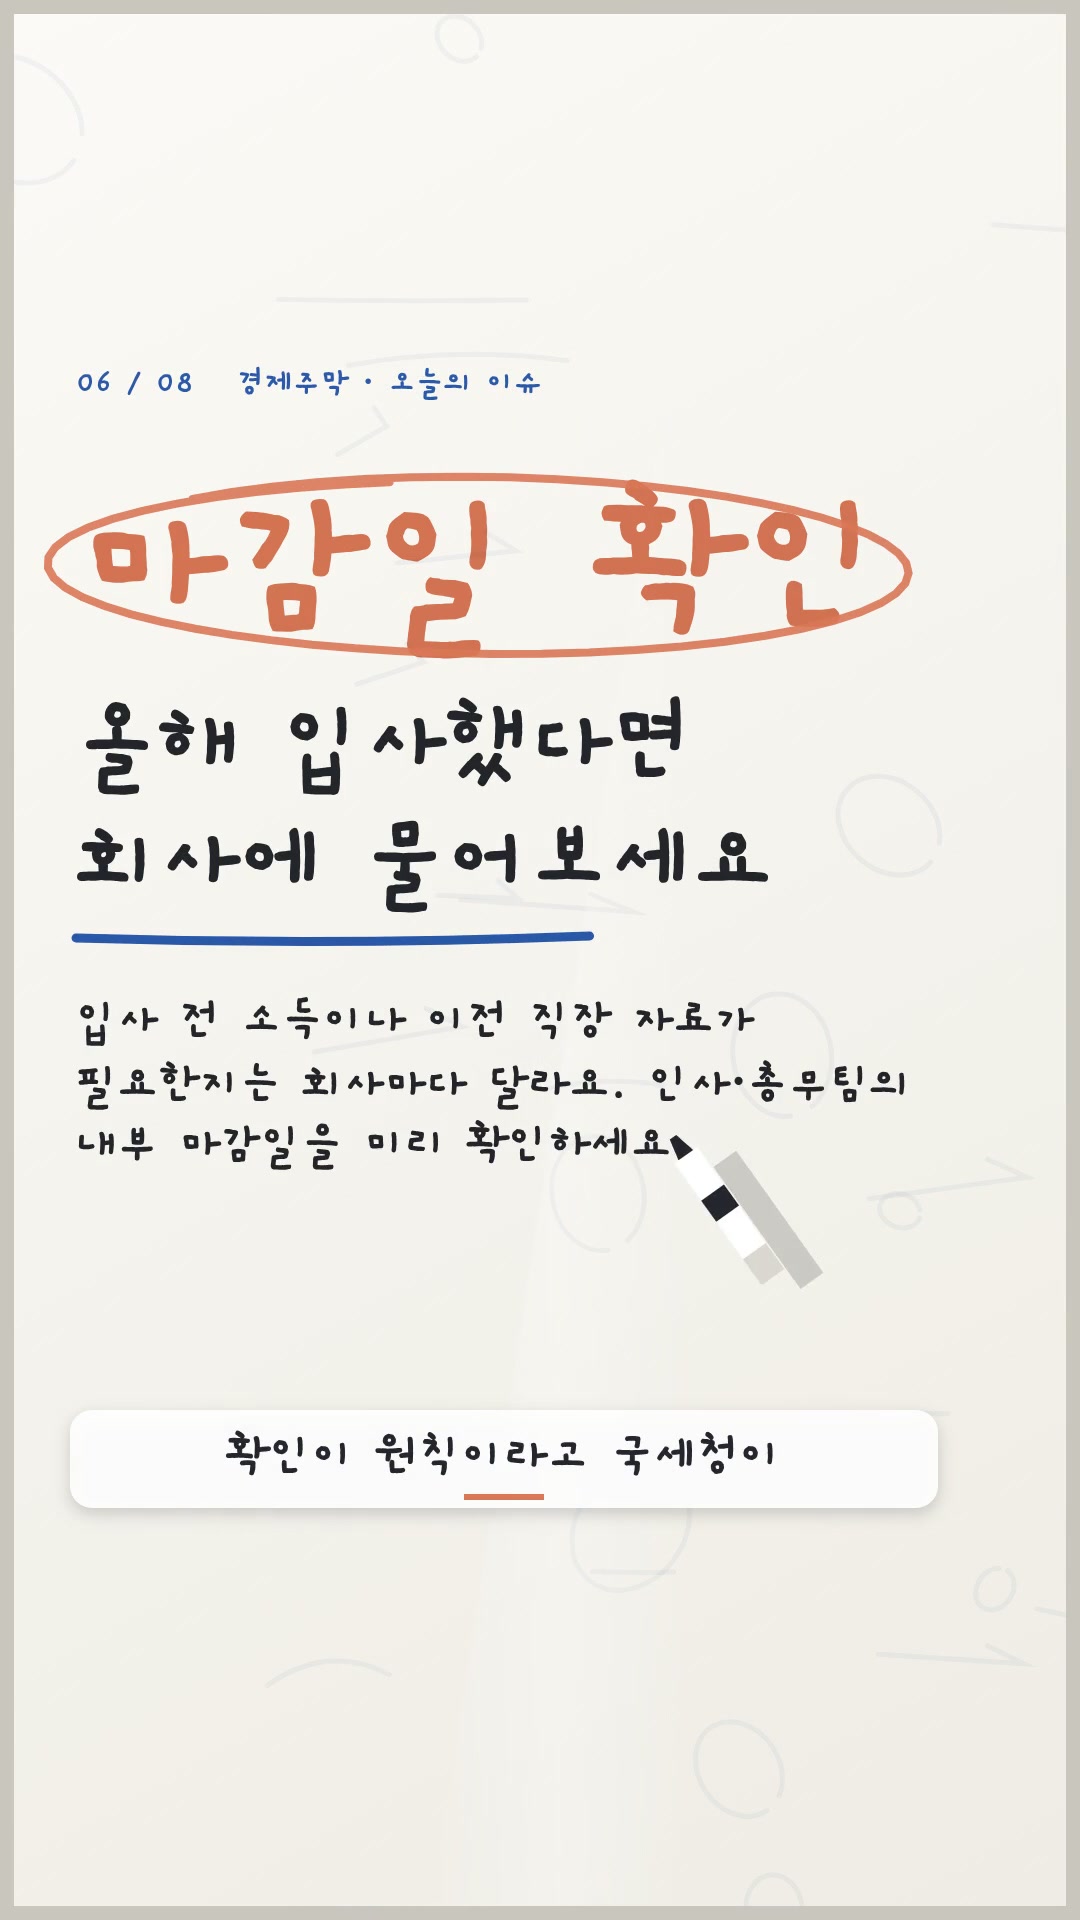 06 / 08 경제주막 · 오늘의 이슈
마감일 확인
올해 입사했다면
회사에 물어보세요
입사 전 소득이나 이전 직장 자료가
필요한지는 회사마다 달라요. 인사·총무팀의
내부 마감일을 미리 확인하세요
확인이 원칙이라고 국세청이